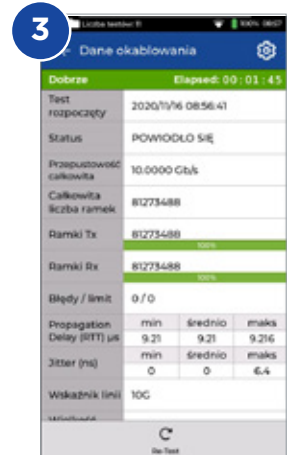 3
Liczba testów: 11
100% 08:57
← Dane okablowania
Dobrze Elapsed: 00:01:45
Test rozpoczęty 2020/11/16 08:56:41
Status POWIODŁO SIĘ
Przepustowość całkowita 10.0000 Gb/s
Całkowita liczba ramek 81273488
Ramki Tx 81273488
100%
Ramki Rx 81273488
100%
Błędy / limit 0 / 0
Propagation Delay (RTT) µs min średnio maks
9.21 9.21 9.216
Jitter (ns) min średnio maks
0 0 6.4
Wskaźnik linii 10G
Re-Test